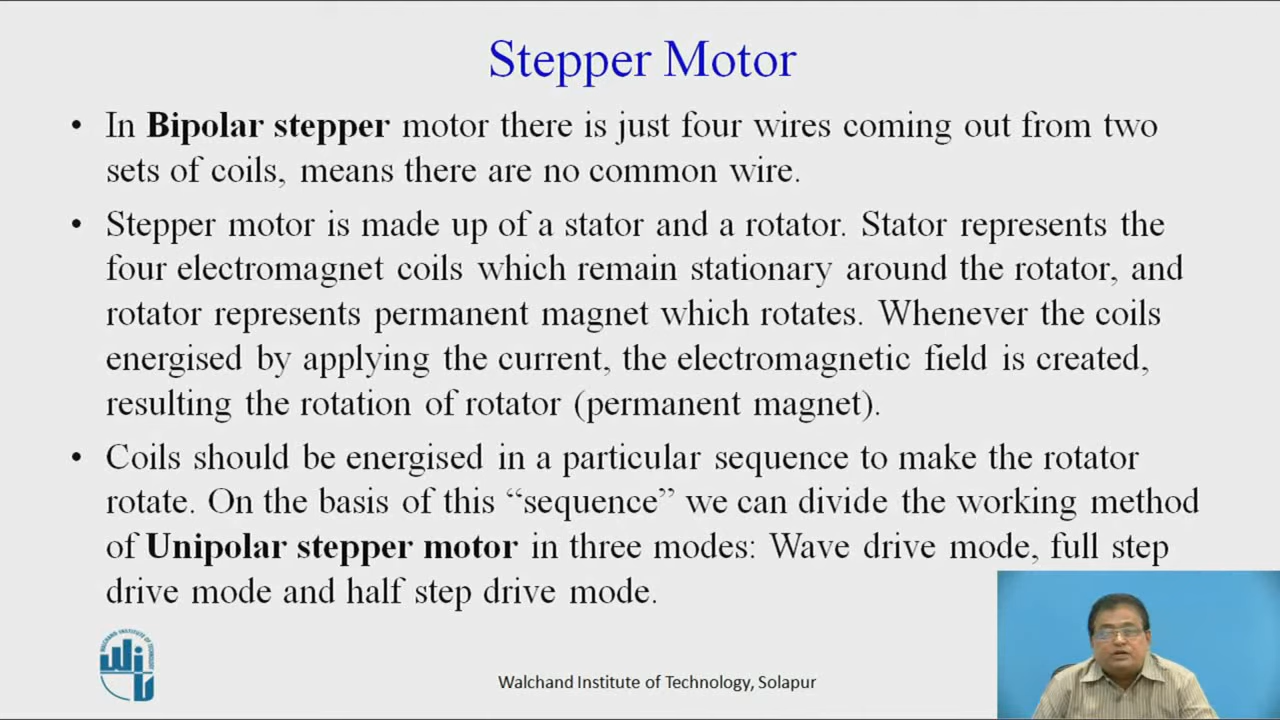 Stepper Motor
• In Bipolar stepper motor there is just four wires coming out from two
sets of coils, means there are no common wire.
• Stepper motor is made up of a stator and a rotator. Stator represents the
four electromagnet coils which remain stationary around the rotator, and
rotator represents permanent magnet which rotates. Whenever the coils
energised by applying the current, the electromagnetic field is created,
resulting the rotation of rotator (permanent magnet).
• Coils should be energised in a particular sequence to make the rotator
rotate. On the basis of this “sequence” we can divide the working method
of Unipolar stepper motor in three modes: Wave drive mode, full step
drive mode and half step drive mode.
WALCHAND INSTITUTE OF TECHNOLOGY
WIT
Walchand Institute of Technology, Solapur